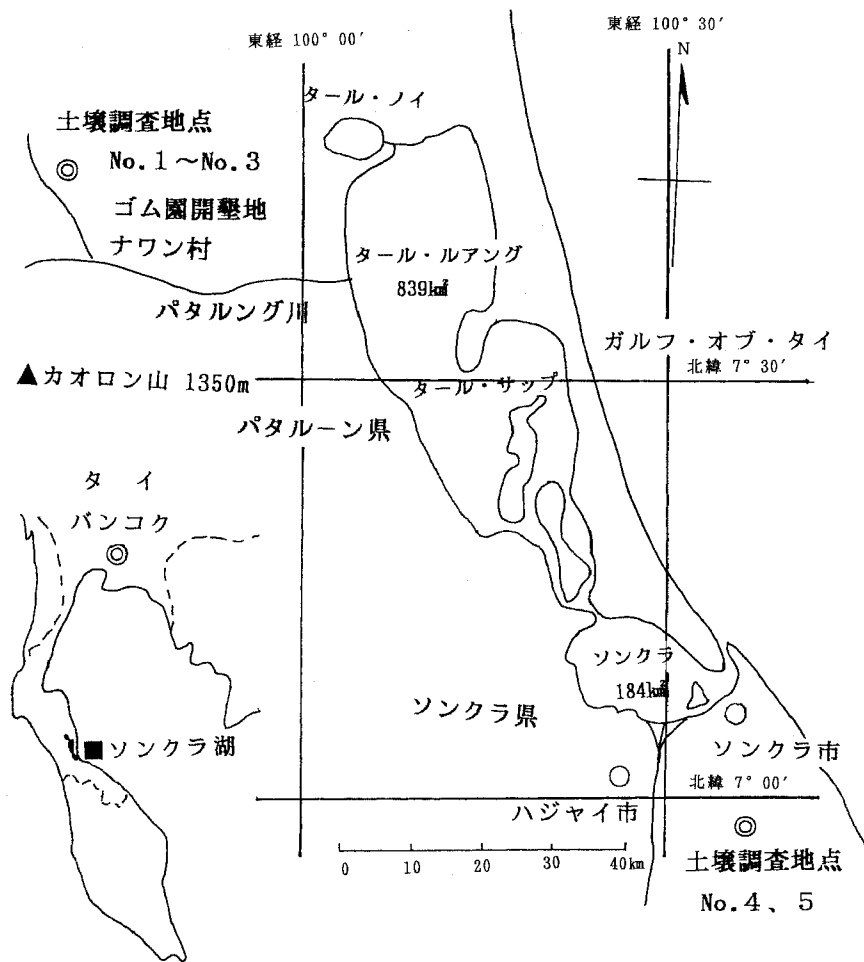 東経 100° 00′
東経 100° 30′
N
タール・ノイ
土壌調査地点
No.1～No.3
ゴム園開墾地
ナワン村
タール・ルアング
839km²
パタルング川
ガルフ・オブ・タイ
北緯 7° 30′
▲カオロン山 1350m
タール・サップ
パタルーン県
タイ
バンコク
ソンクラ
184km²
ソンクラ県
ソンクラ湖
ソンクラ市
北緯 7° 00′
ハジャイ市
0 10 20 30 40km
土壌調査地点
No.4、5